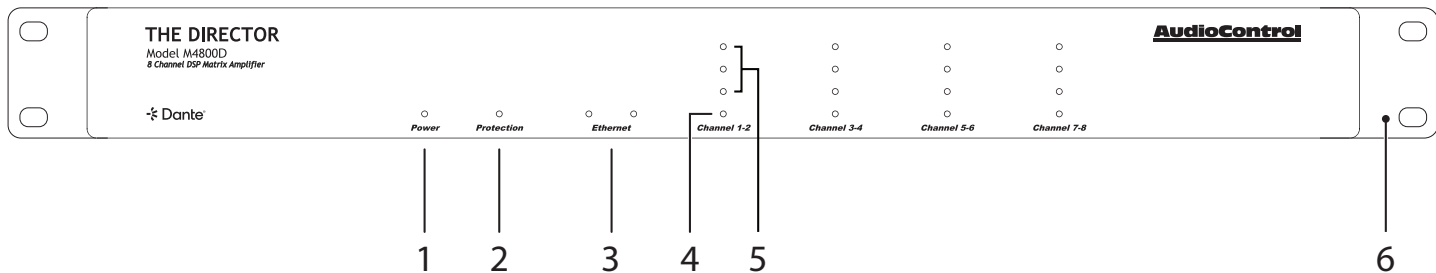 THE DIRECTOR
Model M4800D
8 Channel DSP Matrix Amplifier
AudioControl
Dante
Power
Protection
Ethernet
Channel 1-2
Channel 3-4
Channel 5-6
Channel 7-8
4
5
1
2
3
6